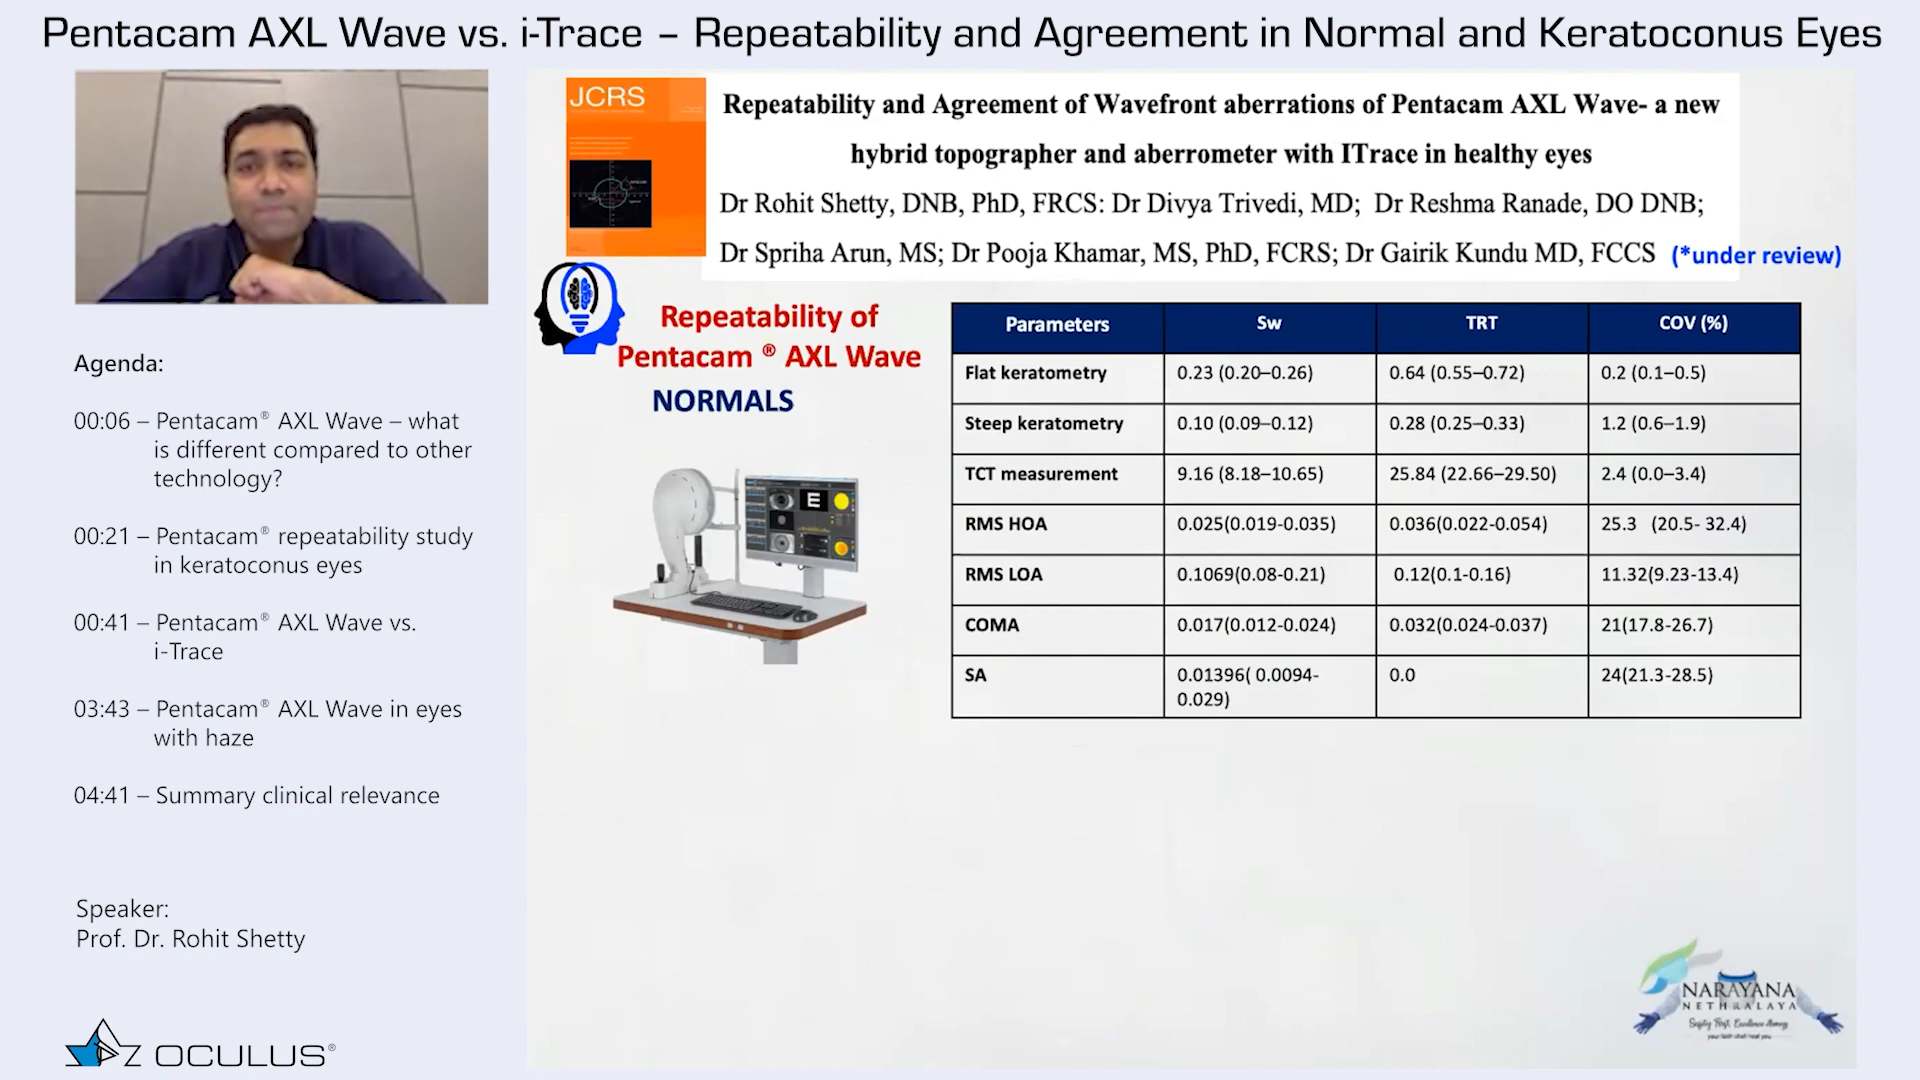 Pentacam AXL Wave vs. i-Trace – Repeatability and Agreement in Normal and Keratoconus Eyes
Agenda:
00:06 – Pentacam® AXL Wave – what
is different compared to other
technology?
00:21 – Pentacam® repeatability study
in keratoconus eyes
00:41 – Pentacam® AXL Wave vs.
i-Trace
03:43 – Pentacam® AXL Wave in eyes
with haze
04:41 – Summary clinical relevance
Speaker:
Prof. Dr. Rohit Shetty
OCULUS®
JCRS
Repeatability and Agreement of Wavefront aberrations of Pentacam AXL Wave- a new
hybrid topographer and aberrometer with ITrace in healthy eyes
Dr Rohit Shetty, DNB, PhD, FRCS: Dr Divya Trivedi, MD; Dr Reshma Ranade, DO DNB;
Dr Spriha Arun, MS; Dr Pooja Khamar, MS, PhD, FCRS; Dr Gairik Kundu MD, FCCS (*under review)
Repeatability of
Pentacam ® AXL Wave
NORMALS
E
Parameters Sw TRT COV (%)
Flat keratometry 0.23 (0.20–0.26) 0.64 (0.55–0.72) 0.2 (0.1–0.5)
Steep keratometry 0.10 (0.09–0.12) 0.28 (0.25–0.33) 1.2 (0.6–1.9)
TCT measurement 9.16 (8.18–10.65) 25.84 (22.66–29.50) 2.4 (0.0–3.4)
RMS HOA 0.025(0.019-0.035) 0.036(0.022-0.054) 25.3 (20.5- 32.4)
RMS LOA 0.1069(0.08-0.21) 0.12(0.1-0.16) 11.32(9.23-13.4)
COMA 0.017(0.012-0.024) 0.032(0.024-0.037) 21(17.8-26.7)
SA 0.01396( 0.0094-
0.029) 0.0 24(21.3-28.5)
NARAYANA
NETHRALAYA